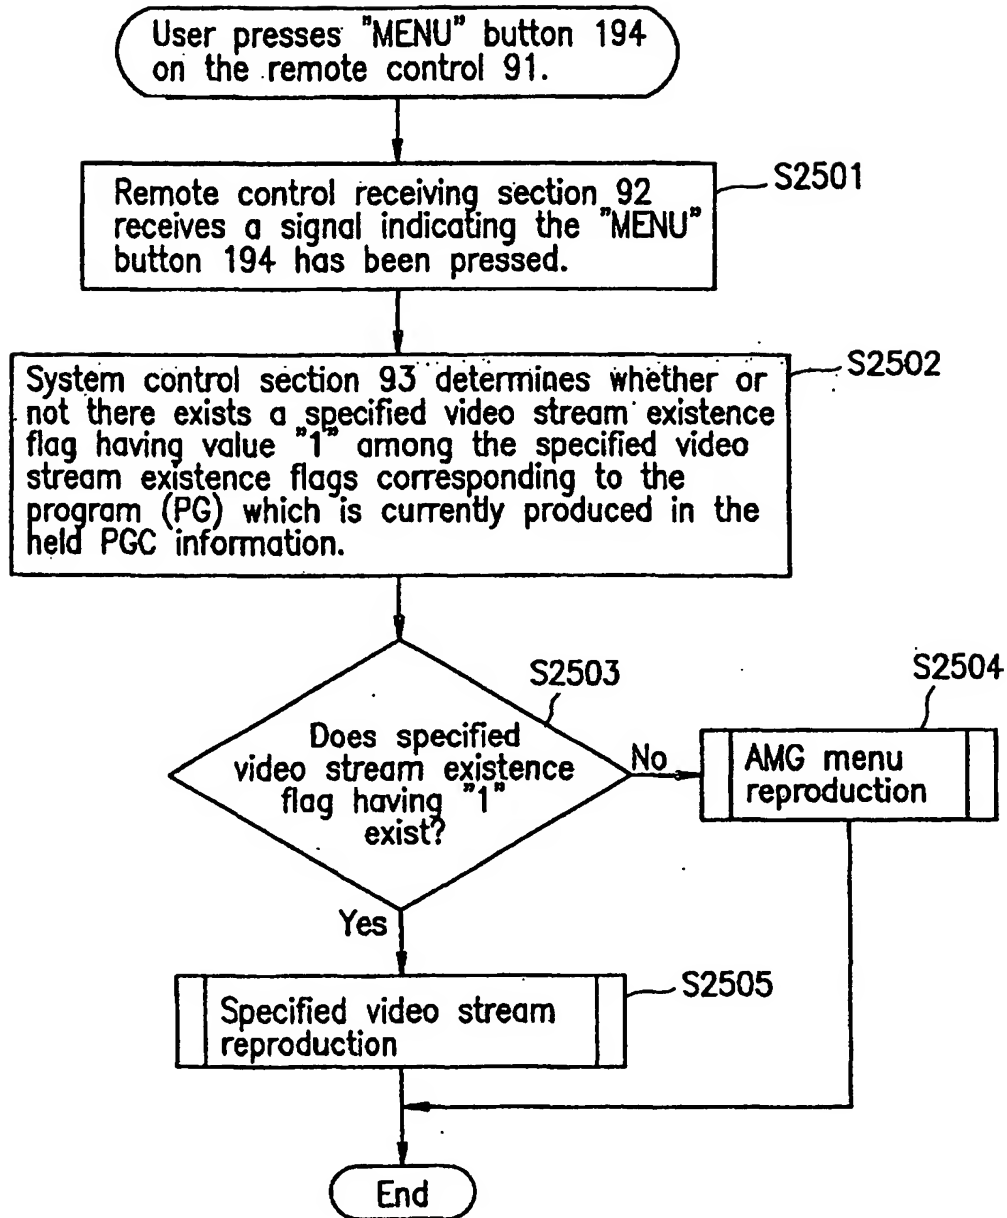 User presses "MENU" button 194
on the remote control 91.
S2501
Remote control receiving section 92
receives a signal indicating the "MENU"
button 194 has been pressed.
S2502
System control section 93 determines whether or
not there exists a specified video stream existence
flag having value "1" among the specified video
stream existence flags corresponding to the
program (PG) which is currently produced in the
held PGC information.
S2503
Does specified
video stream existence
flag having "1"
exist?
No
S2504
AMG menu
reproduction
Yes
S2505
Specified video stream
reproduction
End